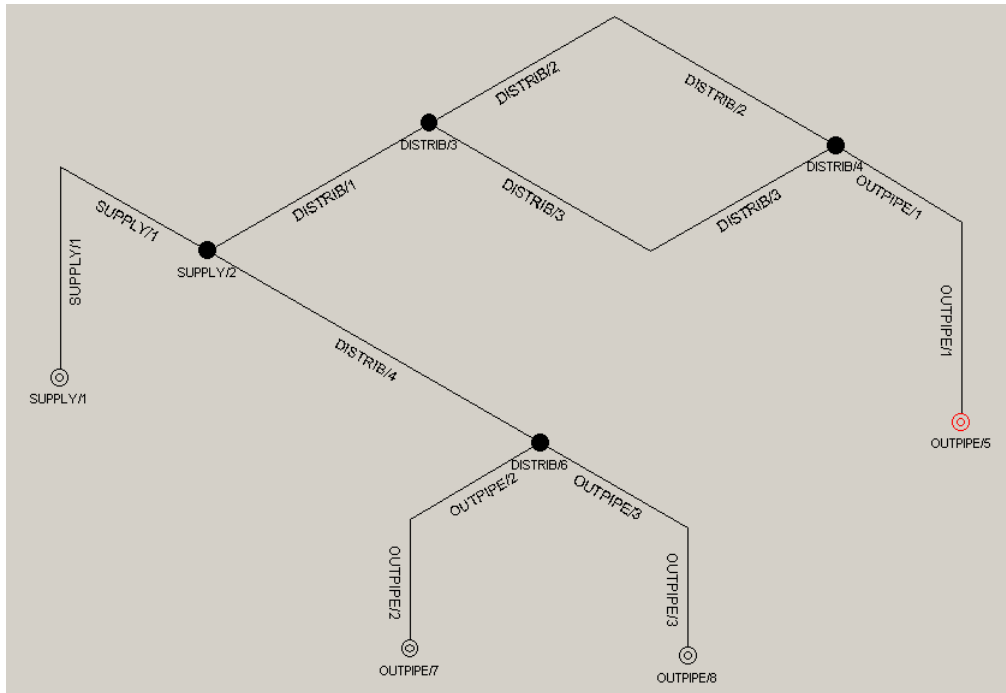 DISTRIB/2
DISTRIB/2
DISTRIB/3
DISTRIB/4
DISTRIB/1
DISTRIB/3
DISTRIB/3
OUTPIPE/1
SUPPLY/1
SUPPLY/1
SUPPLY/2
OUTPIPE/1
DISTRIB/4
SUPPLY/1
OUTPIPE/5
DISTRIB/6
OUTPIPE/2
OUTPIPE/3
OUTPIPE/2
OUTPIPE/3
OUTPIPE/7
OUTPIPE/8